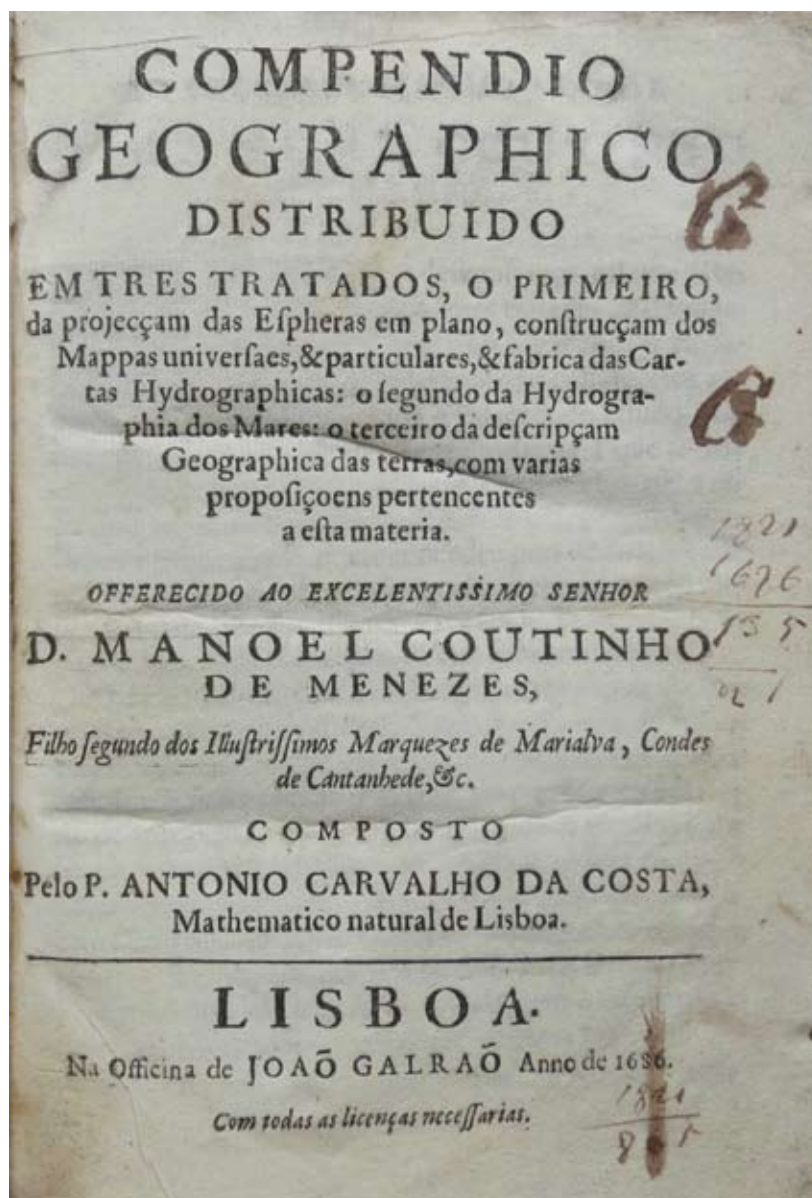 COMPENDIO
GEOGRAPHICO
DISTRIBUIDO
EM TRES TRATADOS, O PRIMEIRO,
da projecçam das Eſpheras em plano, conſtrucçam dos
Mappas univerſaes,&particulares,&fabrica das Car-
tas Hydrographicas: o ſegundo da Hydrogra-
phia dos Mares: o terceiro da deſcripçam
Geographica das terras,com varias
propoſiçoens pertencentes
a eſta materia.
1821
1676
OFFERECIDO AO EXCELENTISSIMO SENHOR
D. MANOEL COUTINHO
DE MENEZES,
Filho ſegundo dos Illuſtriſſimos Marquezes de Marialva, Condes
de Cantanhede,&c.
COMPOSTO
Pelo P. ANTONIO CARVALHO DA COSTA,
Mathematico natural de Lisboa.
LISBOA.
Na Officina de JOAÕ GALRAÕ Anno de 1686.
Com todas as licenças neceſſarias.
1821